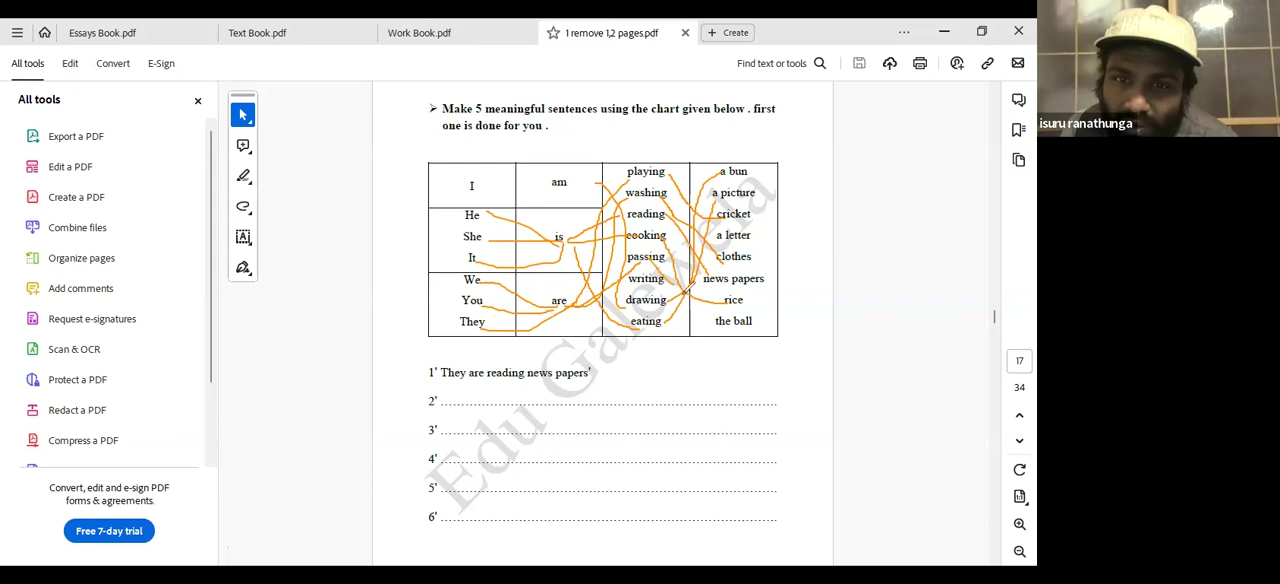 Essays Book.pdf
Text Book.pdf
Work Book.pdf
1 remove 1,2 pages.pdf
+ Create
All tools
Edit
Convert
E-Sign
Find text or tools
isuru ranathunga
All tools
Export a PDF
Edit a PDF
Create a PDF
Combine files
Organize pages
Add comments
Request e-signatures
Scan & OCR
Protect a PDF
Redact a PDF
Compress a PDF
Convert, edit and e-sign PDF
forms & agreements.
Free 7-day trial
➢ Make 5 meaningful sentences using the chart given below . first
one is done for you .
I
He
She
It
We
You
They
am
is
are
playing
washing
reading
cooking
passing
writing
drawing
eating
a bun
a picture
cricket
a letter
clothes
news papers
rice
the ball
1' They are reading news papers'
2' ........................................
3' ........................................
4' ........................................
5' ........................................
6' ........................................
Edu Galewela
17
34